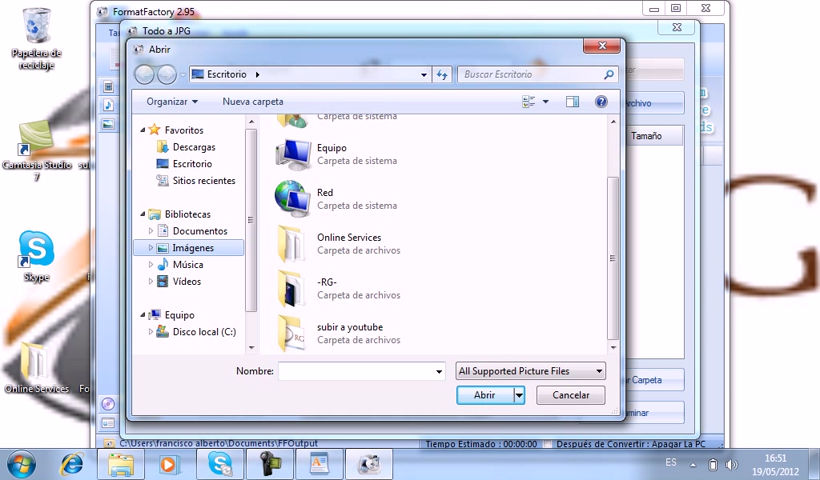 FormatFactory 2.95
Todo a JPG
Abrir
Escritorio
Buscar Escritorio
Organizar
Nueva carpeta
Favoritos
Descargas
Escritorio
Sitios recientes
Bibliotecas
Documentos
Imágenes
Música
Vídeos
Equipo
Disco local (C:)
Carpeta de sistema
Equipo
Carpeta de sistema
Red
Carpeta de sistema
Online Services
Carpeta de archivos
-RG-
Carpeta de archivos
subir a youtube
Carpeta de archivos
Nombre:
All Supported Picture Files
Abrir
Cancelar
Tamaño
Carpeta
Papelera de
reciclaje
Camtasia Studio
7
Skype
Online Services
C:\Users\francisco alberto\Documents\FFOutput
Tiempo Estimado : 00:00:00
Después de Convertir : Apagar La PC
ES
16:51
19/05/2012